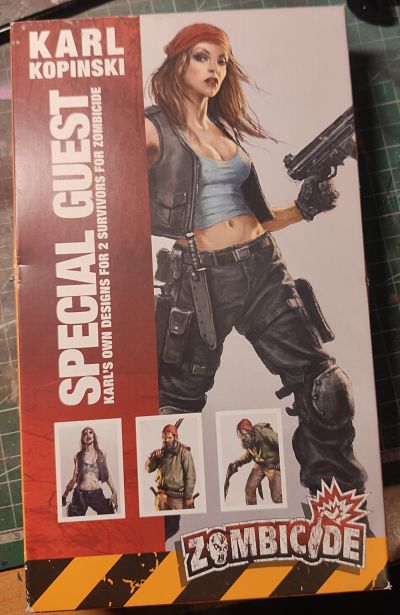 KARL
KOPINSKI
SPECIAL GUEST
KARL'S OWN DESIGNS FOR 2 SURVIVORS FOR ZOMBICIDE
ZOMBICIDE